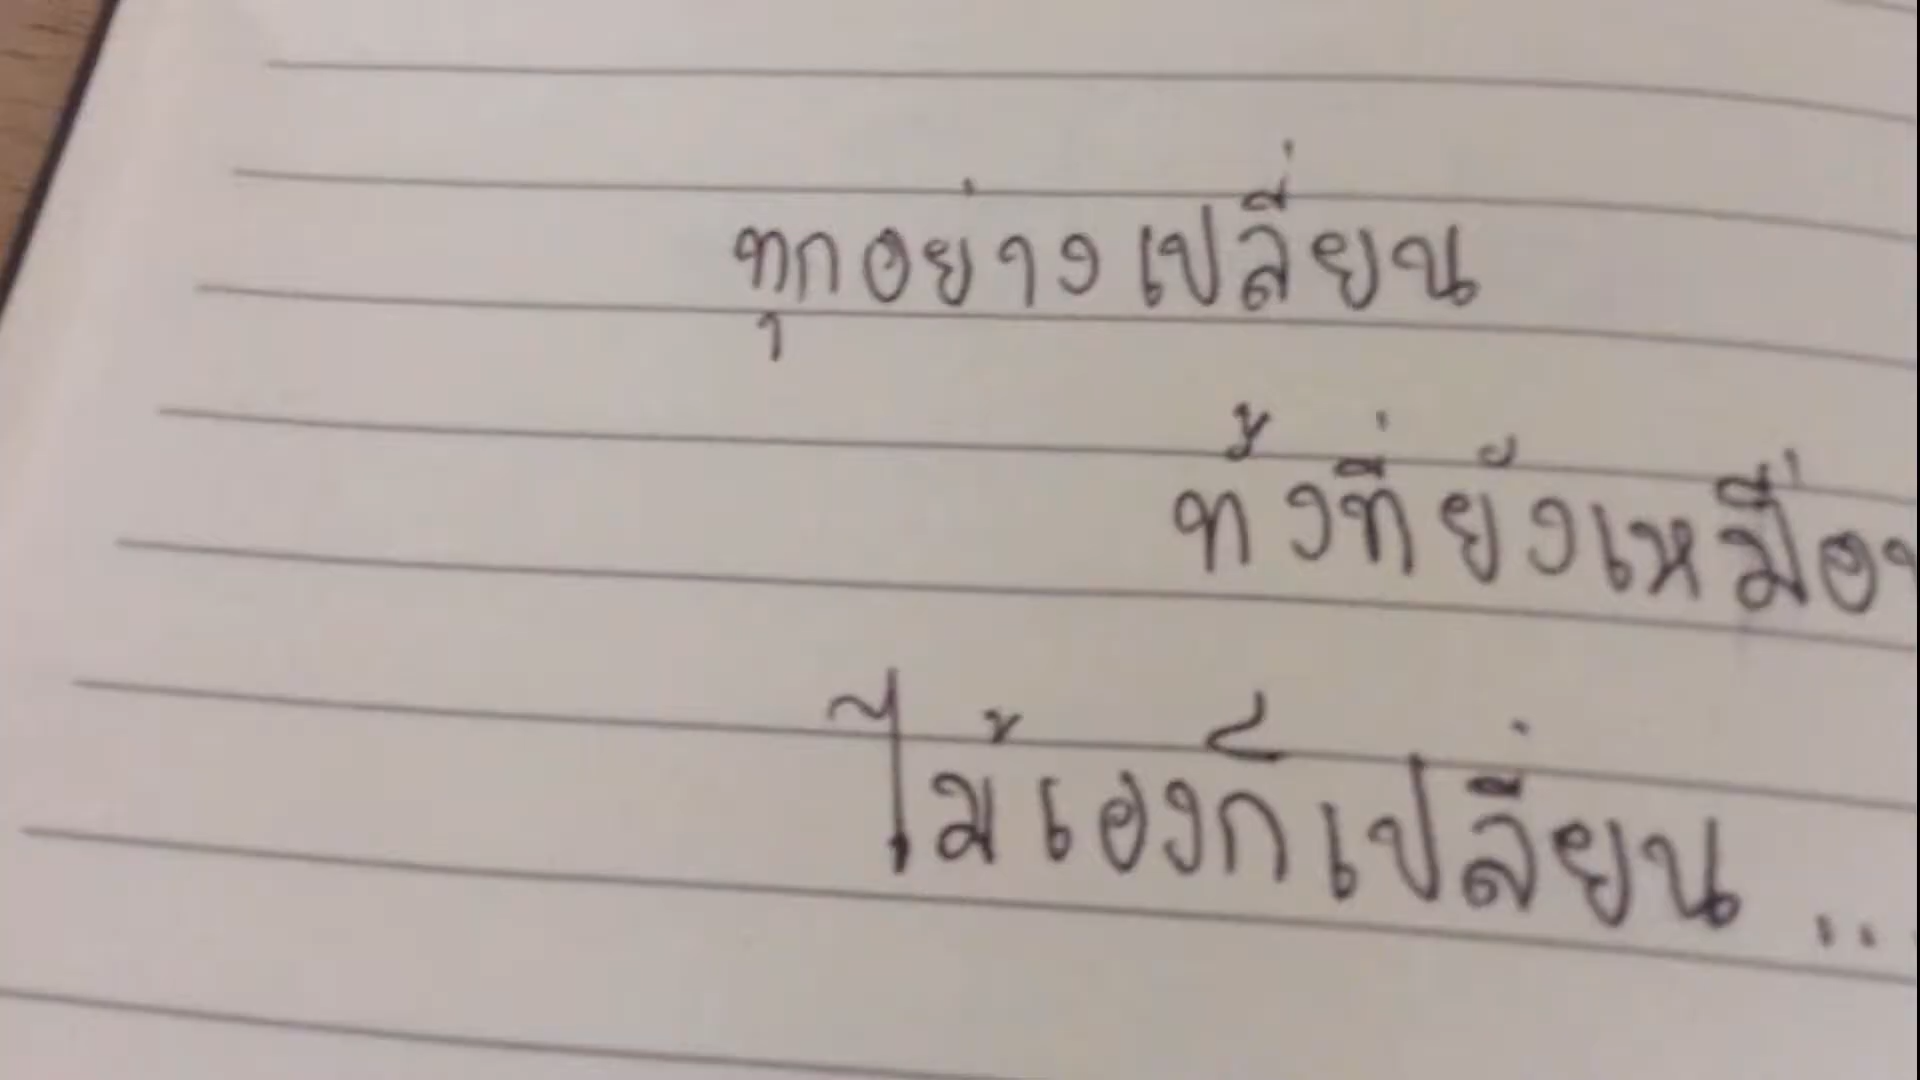 ทุกอย่างเปลี่ยน
ทั้งที่ยังเหมือน
ไม้เองก็เปลี่ยน ...